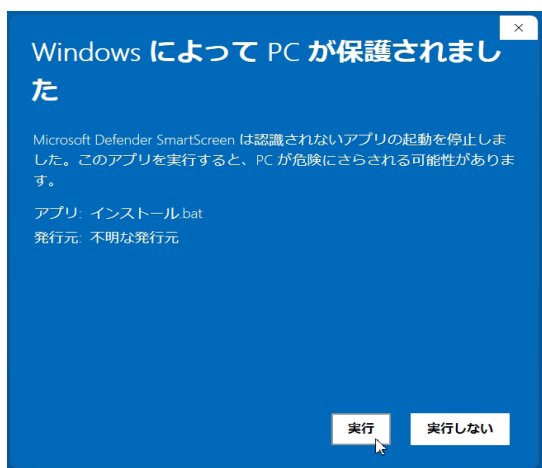 ×
Windows によって PC が保護されまし
た
Microsoft Defender SmartScreen は認識されないアプリの起動を停止しま
した。このアプリを実行すると、PC が危険にさらされる可能性がありま
す。
アプリ: インストール.bat
発行元: 不明な発行元
実行 実行しない